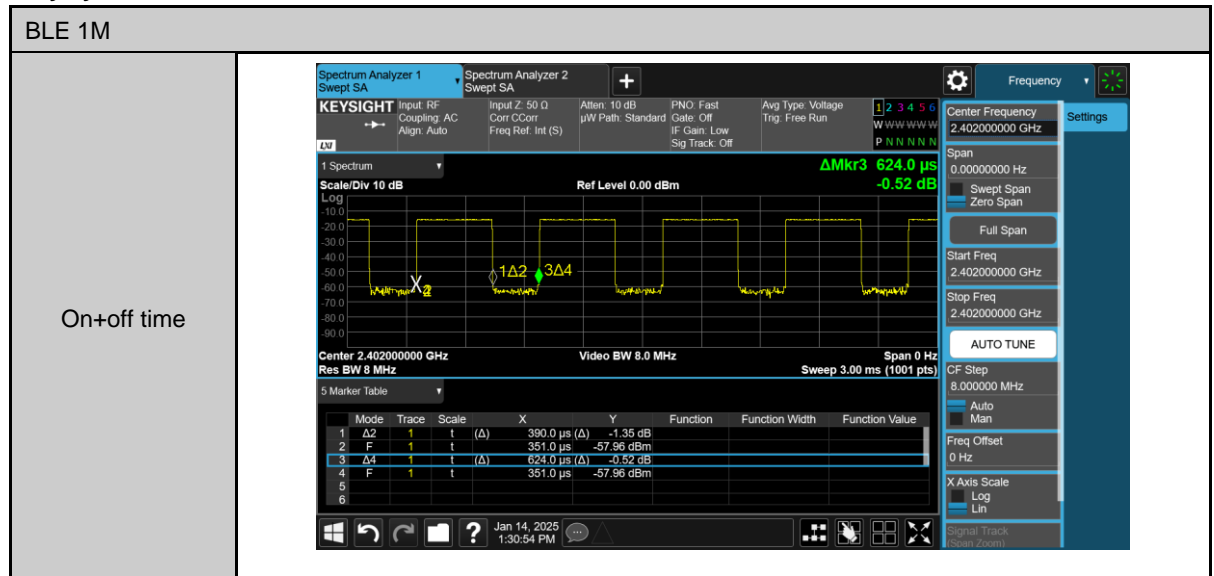 BLE 1M
On+off time
Spectrum Analyzer 1
Swept SA
Spectrum Analyzer 2
Swept SA
+
Frequency
KEYSIGHT
LXI
Input: RF
Coupling: AC
Align: Auto
Input Z: 50 Ω
Corr CCorr
Freq Ref: Int (S)
Atten: 10 dB
µW Path: Standard
PNO: Fast
Gate: Off
IF Gain: Low
Sig Track: Off
Avg Type: Voltage
Trig: Free Run
1 2 3 4 5 6
W W W W W W
P N N N N N
1 Spectrum
ΔMkr3 624.0 µs
-0.52 dB
Scale/Div 10 dB
Ref Level 0.00 dBm
Log
-10.0
-20.0
-30.0
-40.0
-50.0
-60.0
-70.0
-80.0
-90.0
1Δ2
3Δ4
Center 2.402000000 GHz
Video BW 8.0 MHz
Span 0 Hz
Res BW 8 MHz
Sweep 3.00 ms (1001 pts)
5 Marker Table
Mode Trace Scale X Y Function Function Width Function Value
1 Δ2 1 t (Δ) 390.0 µs (Δ) -1.35 dB
2 F 1 t 351.0 µs -57.96 dBm
3 Δ4 1 t (Δ) 624.0 µs (Δ) -0.52 dB
4 F 1 t 351.0 µs -57.96 dBm
5
6
?
Jan 14, 2025
1:30:54 PM
Center Frequency
2.402000000 GHz
Span
0.00000000 Hz
Swept Span
Zero Span
Full Span
Start Freq
2.402000000 GHz
Stop Freq
2.402000000 GHz
AUTO TUNE
CF Step
8.000000 MHz
Auto
Man
Freq Offset
0 Hz
X Axis Scale
Log
Lin
Signal Track
(Span Zoom)
Settings